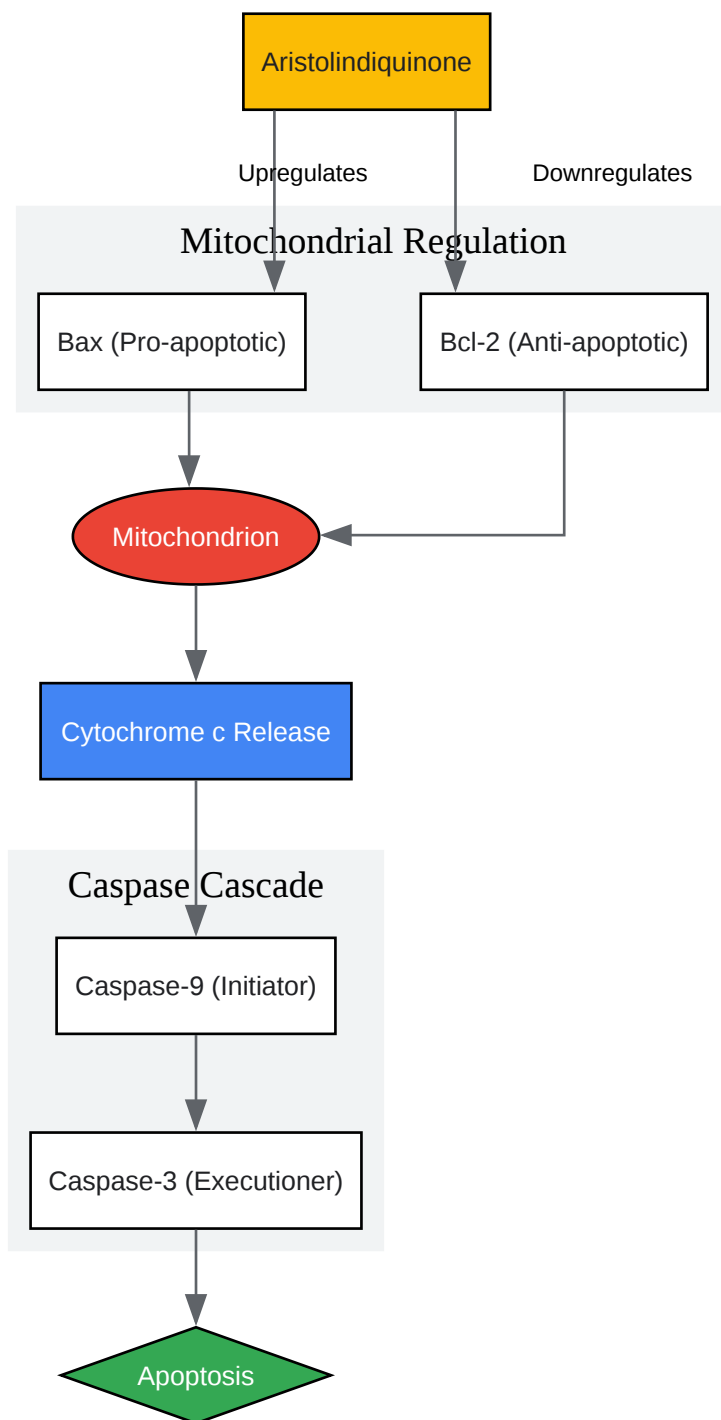 Aristolindiquinone
Upregulates
Downregulates
Mitochondrial Regulation
Bax (Pro-apoptotic)
Bcl-2 (Anti-apoptotic)
Mitochondrion
Cytochrome c Release
Caspase Cascade
Caspase-9 (Initiator)
Caspase-3 (Executioner)
Apoptosis